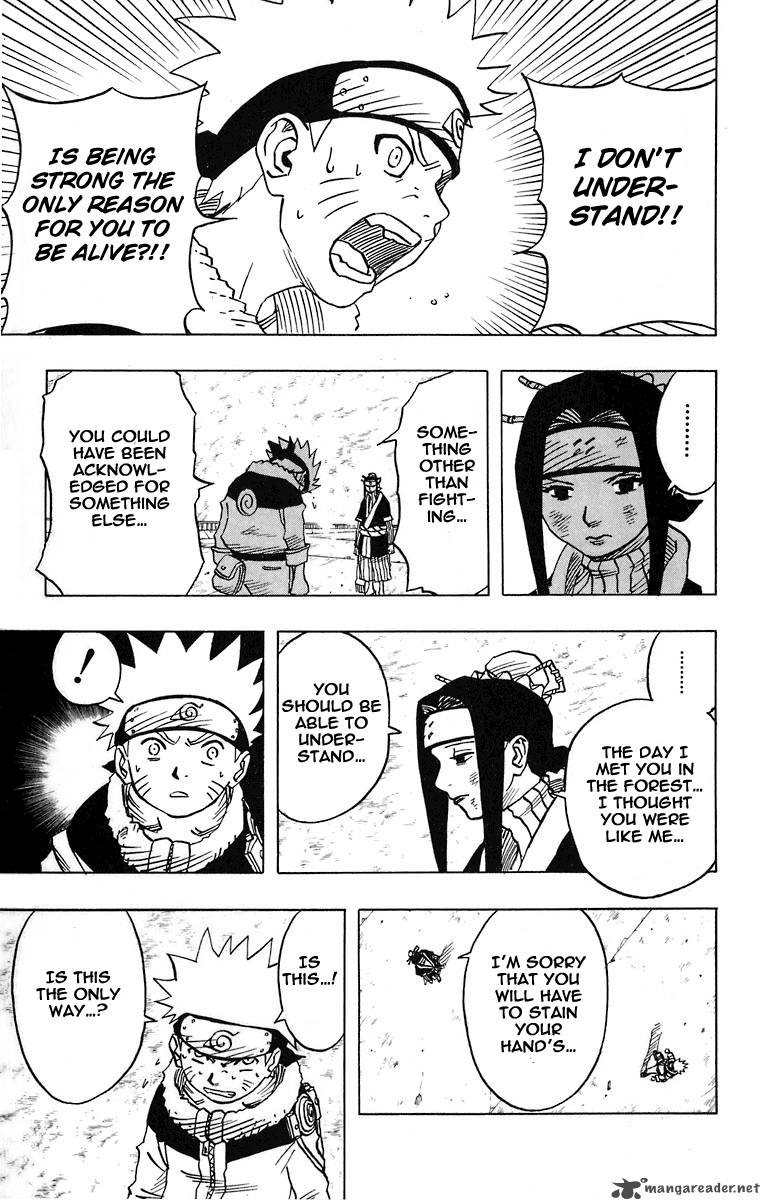 I DON'T
UNDER-
STAND!!
IS BEING
STRONG THE
ONLY REASON
FOR YOU TO
BE ALIVE?!!
.........
SOME-
THING
OTHER
THAN
FIGHT-
ING...
YOU COULD
HAVE BEEN
ACKNOWL-
EDGED FOR
SOMETHING
ELSE...
.........
THE DAY I
MET YOU IN
THE FOREST...
I THOUGHT
YOU WERE
LIKE ME...
YOU
SHOULD BE
ABLE TO
UNDER-
STAND...
!
I'M SORRY
THAT YOU
WILL HAVE
TO STAIN
YOUR
HAND'S...
IS
THIS...!
IS THIS
THE ONLY
WAY...?
mangareader.net